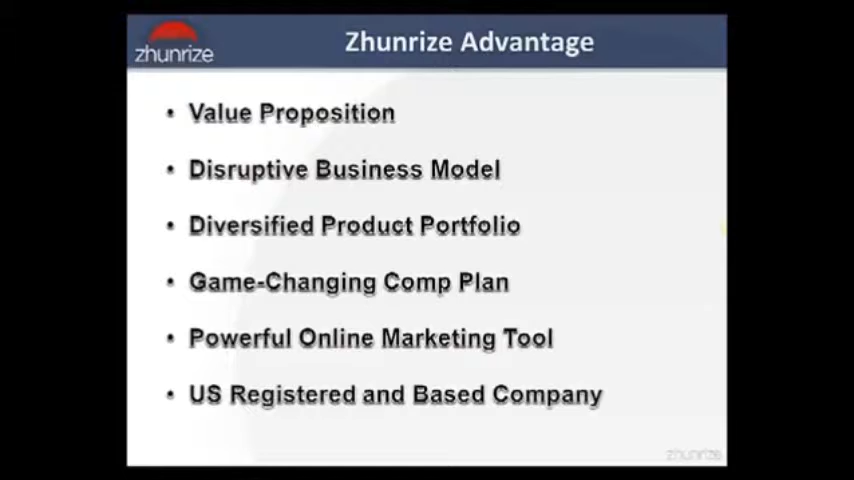 zhunrize
Zhunrize Advantage
• Value Proposition
• Disruptive Business Model
• Diversified Product Portfolio
• Game-Changing Comp Plan
• Powerful Online Marketing Tool
• US Registered and Based Company
zhunrize